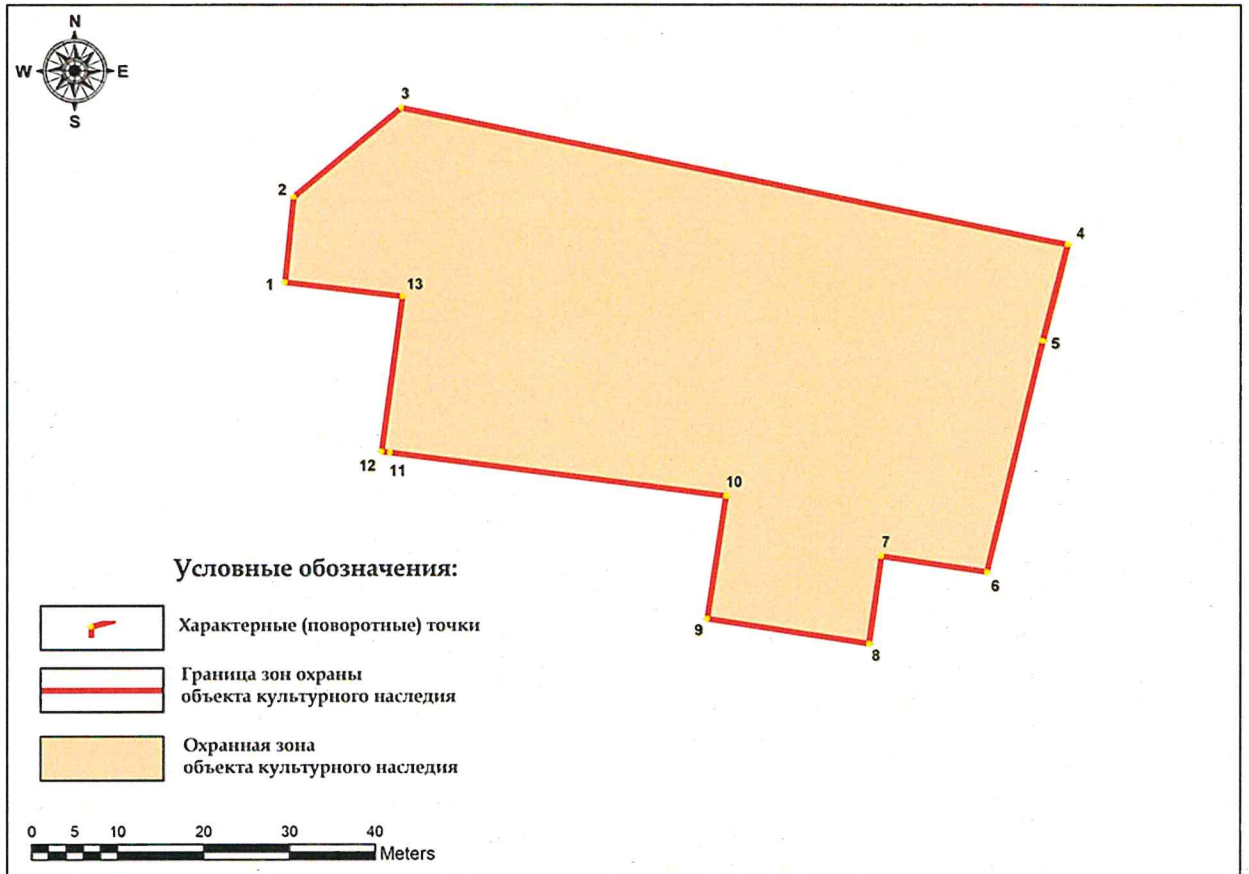 N
W E
S
3
2
4
1
13
5
12
11
10
7
6
9
8
Условные обозначения:
Характерные (поворотные) точки
Граница зон охраны
объекта культурного наследия
Охранная зона
объекта культурного наследия
0 5 10 20 30 40
Meters